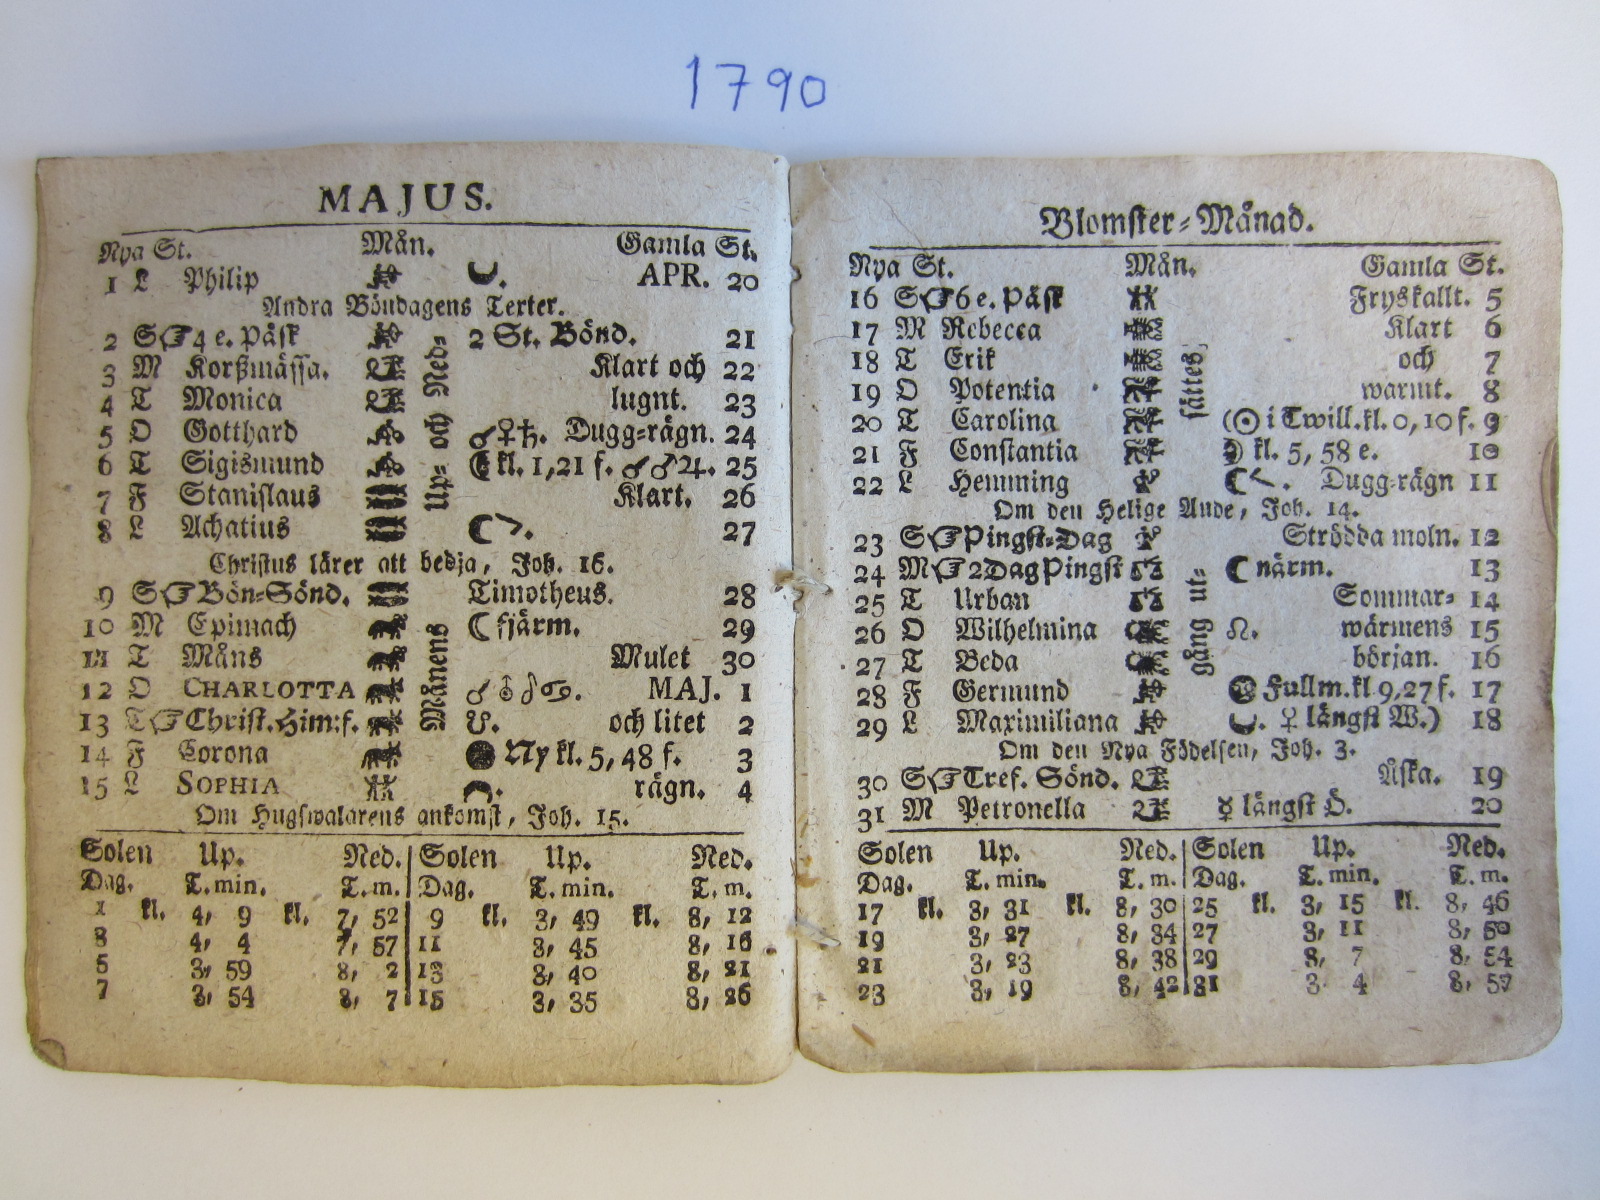 1790
MAJUS.
Nya St. Mån. Gamla St.
1 L Philip APR. 20
Andra Böndagens Texter.
2 S☞4 e. Påsk 2 St. Bönd. 21
3 M Korßmässa. Klart och 22
4 T Monica lugnt. 23
5 O Gotthard ☌♀♄. Dugg-rägn. 24
6 T Sigismund kl. 1, 21 f. ☌♂♃. 25
7 F Stanislaus Klart. 26
8 L Achatius 27
Christus lärer att bedja, Joh. 16.
9 S☞Bön-Sönd. Timotheus. 28
10 M Epimach ☾fjärm. 29
11 T Måns Mulet 30
12 O CHARLOTTA MAJ. 1
13 T☞Christ. Him:f. ☋. och litet 2
14 F Corona Ny kl. 5, 48 f. 3
15 L SOPHIA rägn. 4
Om Hugswalarens ankomst, Joh. 15.
Månens Up- och Ned-
Solen Up. Ned. Solen Up. Ned.
Dag. T. min. T. m. Dag. T. min. T. m.
1 kl. 4, 9 kl. 7, 52 9 kl. 3, 49 kl. 8, 12
3 4, 4 7, 57 11 3, 45 8, 16
5 3, 59 8, 2 13 3, 40 8, 21
7 3, 54 8, 7 15 3, 35 8, 26
Blomster-Månad.
Nya St. Mån. Gamla St.
16 S☞6 e. Påsk Fryskallt. 5
17 M Rebecca Klart 6
18 T Erik och 7
19 O Potentia warmt. 8
20 T Carolina (☉ i Twill. kl. 0, 10 f. 9
21 F Constantia kl. 5, 58 e. 10
22 L Hemming Dugg-rägn 11
Om den Helige Ande, Joh. 14.
23 S☞Pingst-Dag Strödda moln. 12
24 M☞2 Dag Pingst ☾närm. 13
25 T Urban Sommar- 14
26 O Wilhelmina ☊. wärmens 15
27 T Beda början. 16
28 F Germund Fullm. kl 9, 27 f. 17
29 L Maximiliana ♀ längst W.) 18
Om den Nya Födelsen, Joh. 3.
30 S☞Tref. Sönd. Åska. 19
31 M Petronella ☿ längst Ö. 20
gång ut- sättes,
Solen Up. Ned. Solen Up. Ned.
Dag. T. min. T. m. Dag. T. min. T. m.
17 kl. 3, 31 kl. 8, 30 25 kl. 3, 15 kl. 8, 46
19 3, 27 8, 34 27 3, 11 8, 50
21 3, 23 8, 38 29 3, 7 8, 54
23 3, 19 8, 42 31 3, 4 8, 57